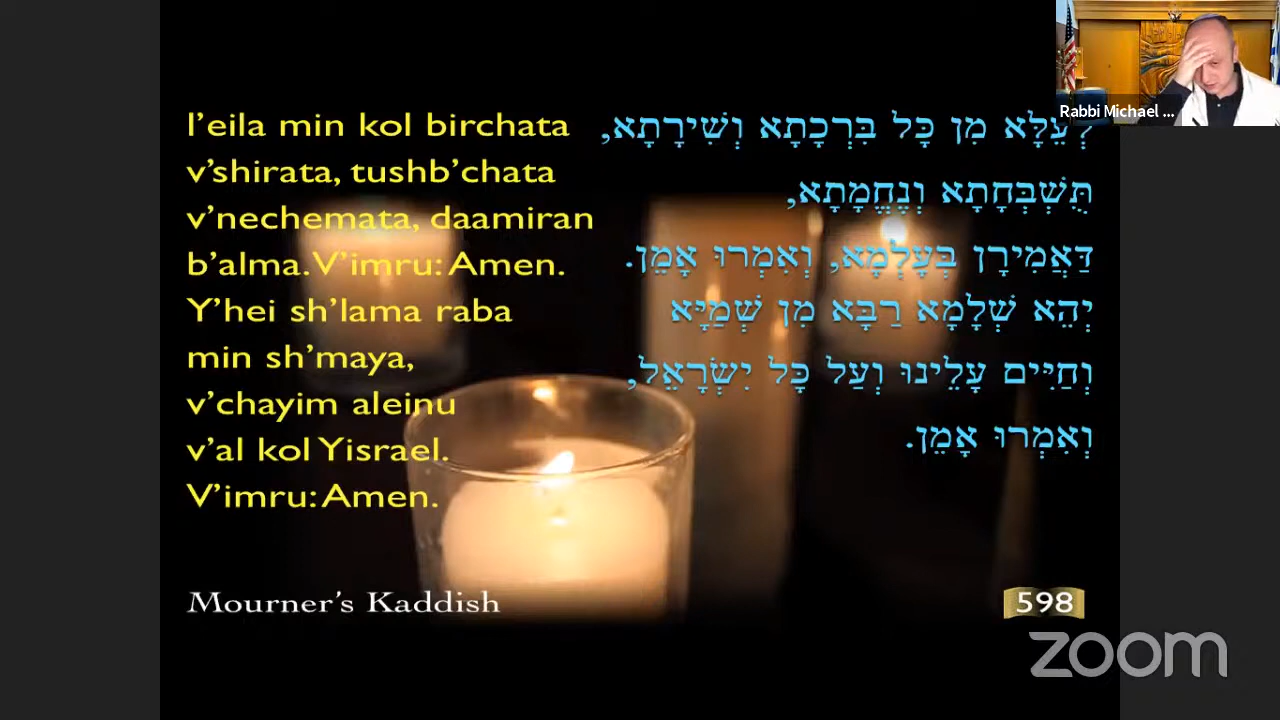 Rabbi Michael ...
l’eila min kol birchata
v’shirata, tushb’chata
v’nechemata, daamiran
b’alma. V’imru: Amen.
Y’hei sh’lama raba
min sh’maya,
v’chayim aleinu
v’al kol Yisrael.
V’imru: Amen.
לְעֵלָּא מִן כָּל בִּרְכָתָא וְשִׁירָתָא,
תֻּשְׁבְּחָתָא וְנֶחֱמָתָא,
דַּאֲמִירָן בְּעָלְמָא, וְאִמְרוּ אָמֵן.
יְהֵא שְׁלָמָא רַבָּא מִן שְׁמַיָּא
וְחַיִּים עָלֵינוּ וְעַל כָּל יִשְׂרָאֵל,
וְאִמְרוּ אָמֵן.
Mourner’s Kaddish
598
zoom